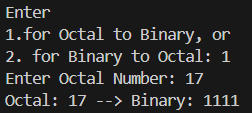 Enter
1.for Octal to Binary, or
2. for Binary to Octal: 1
Enter Octal Number: 17
Octal: 17 --> Binary: 1111